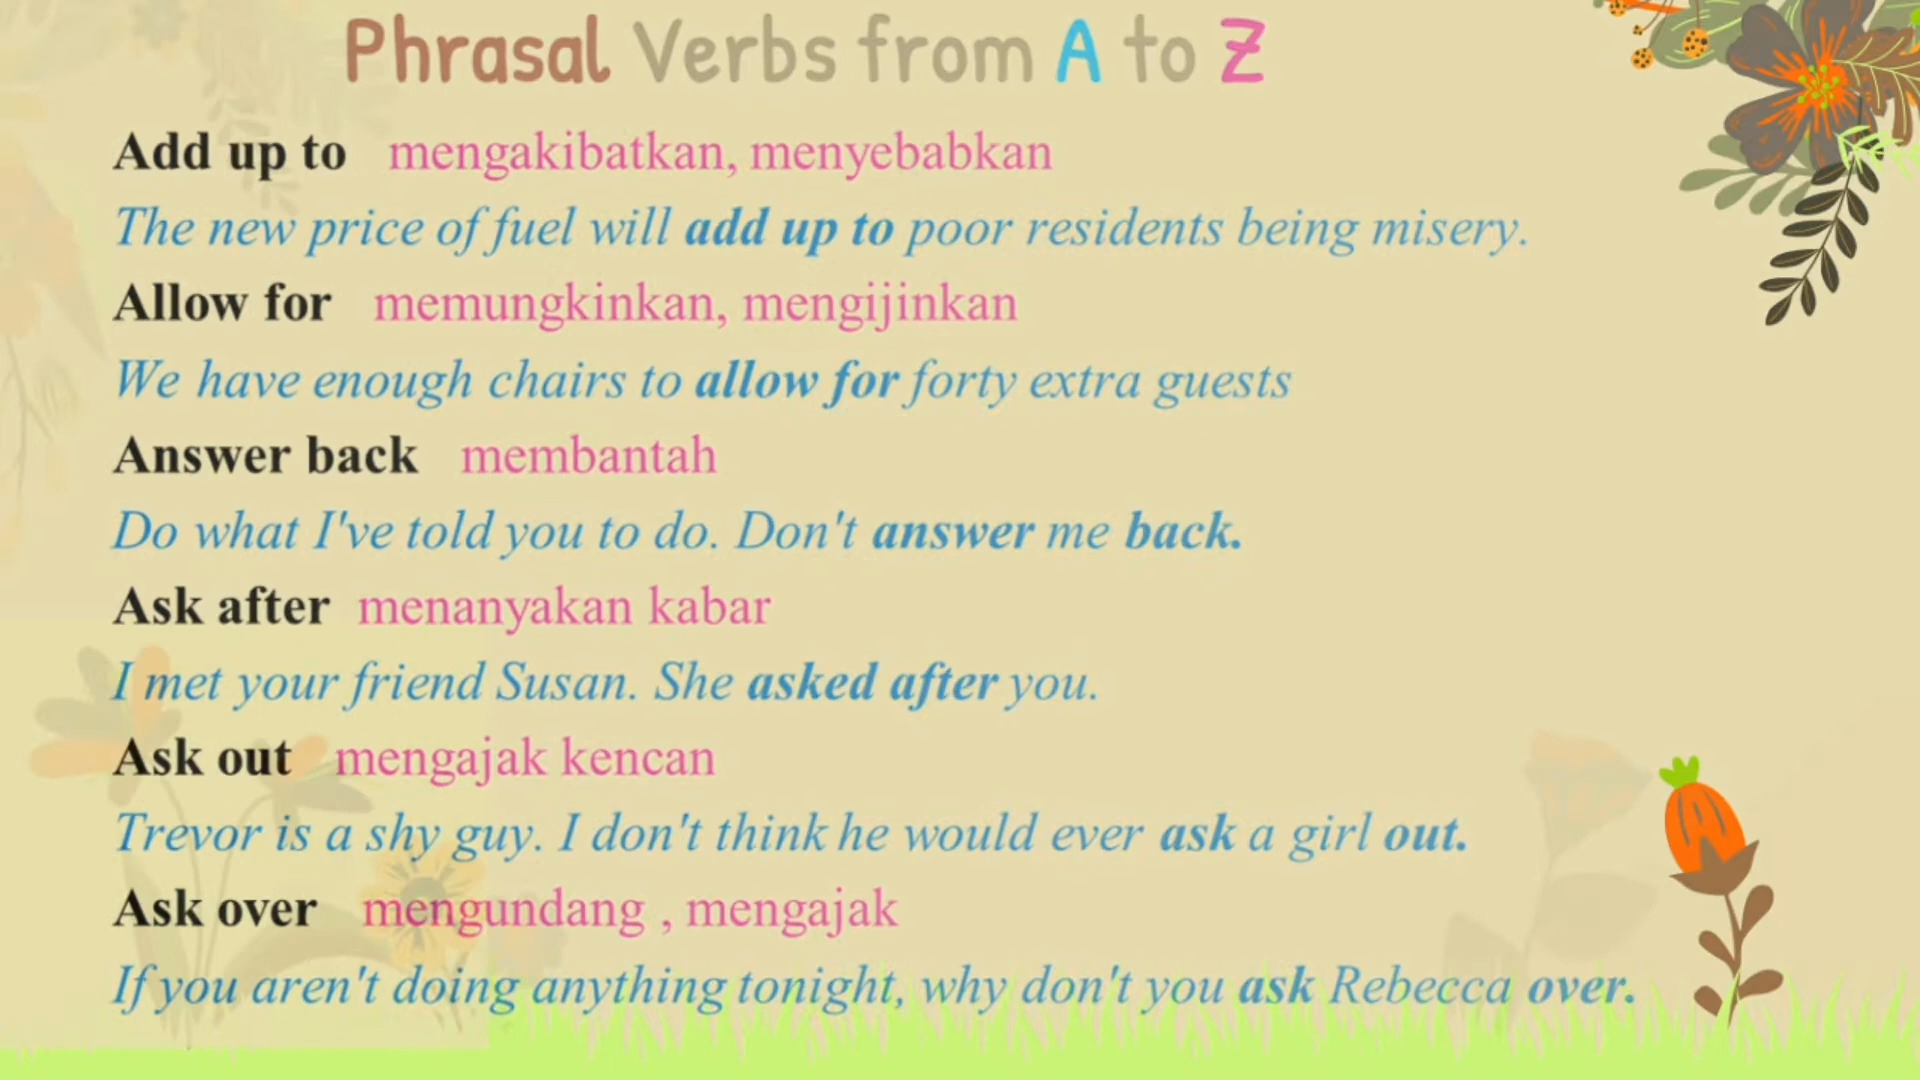 Phrasal Verbs from A to Z
Add up to mengakibatkan, menyebabkan
The new price of fuel will add up to poor residents being misery.
Allow for memungkinkan, mengijinkan
We have enough chairs to allow for forty extra guests
Answer back membantah
Do what I've told you to do. Don't answer me back.
Ask after menanyakan kabar
I met your friend Susan. She asked after you.
Ask out mengajak kencan
Trevor is a shy guy. I don't think he would ever ask a girl out.
Ask over mengundang , mengajak
If you aren't doing anything tonight, why don't you ask Rebecca over.